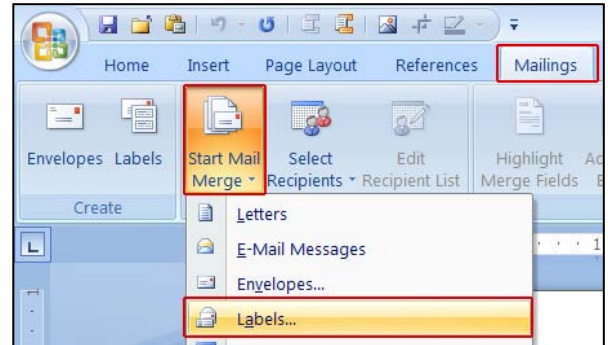 Home Insert Page Layout References Mailings
Envelopes Labels Start Mail Merge Select Recipients Edit Recipient List Highlight Merge Fields
Create
Letters
E-Mail Messages
Envelopes...
Labels...
1